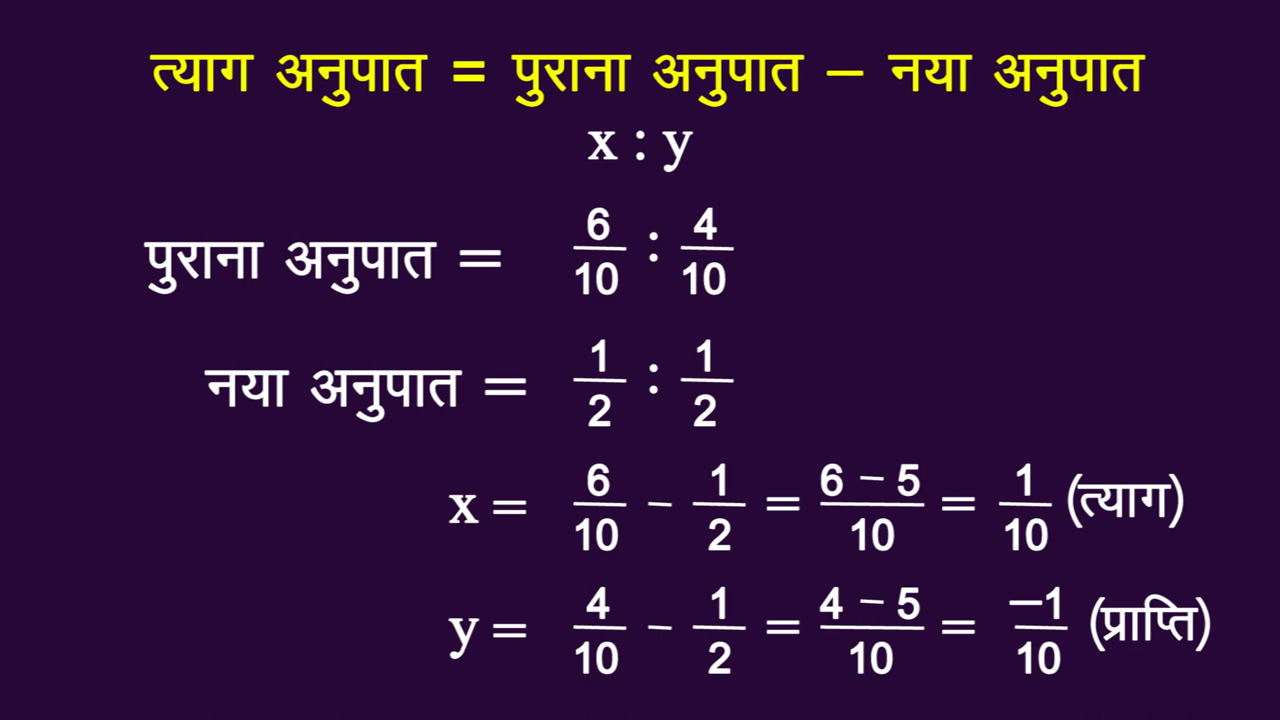 त्याग अनुपात = पुराना अनुपात – नया अनुपात
x : y
पुराना अनुपात = 6/10 : 4/10
नया अनुपात = 1/2 : 1/2
x = 6/10 – 1/2 = 6 – 5/10 = 1/10 (त्याग)
y = 4/10 – 1/2 = 4 – 5/10 = –1/10 (प्राप्ति)